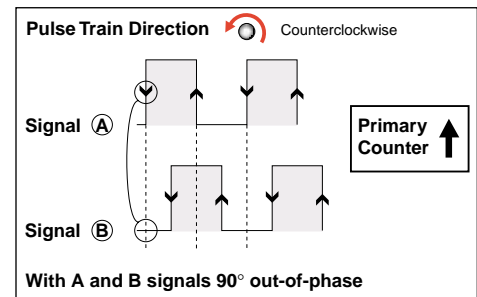 Pulse Train Direction Counterclockwise
Signal A
Primary
Counter
Signal B
With A and B signals 90° out-of-phase